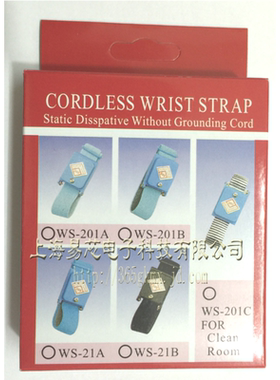 CORDLESS WRIST STRAP
Static Disspative Without Grounding Cord
WS-201A
WS-201B
上海易芯电子科技有限公司
WS-201C
FOR
Clean
Room
WS-21A
WS-21B